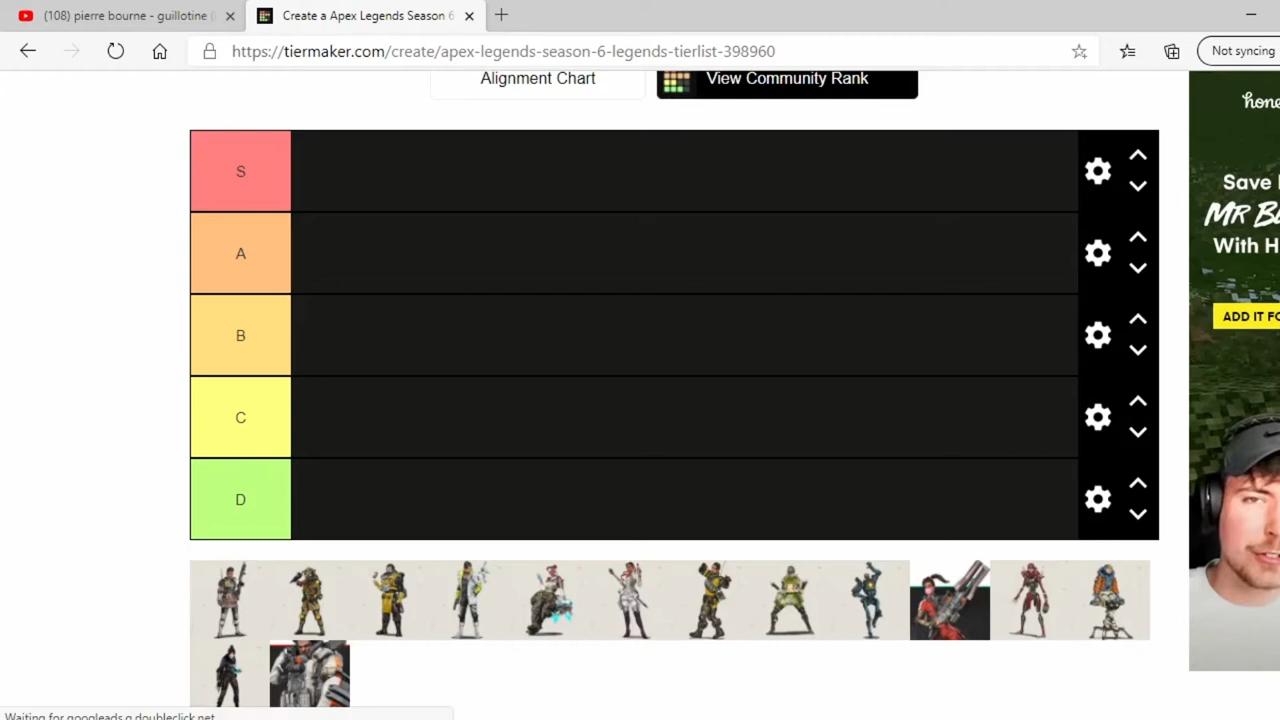 (108) pierre bourne - guillotine (
Create a Apex Legends Season 6
https://tiermaker.com/create/apex-legends-season-6-legends-tierlist-398960
Not syncing
Alignment Chart
View Community Rank
S
A
B
C
D
Save
MR
With H
ADD IT FO
Waiting for googleads.g.doubleclick.net